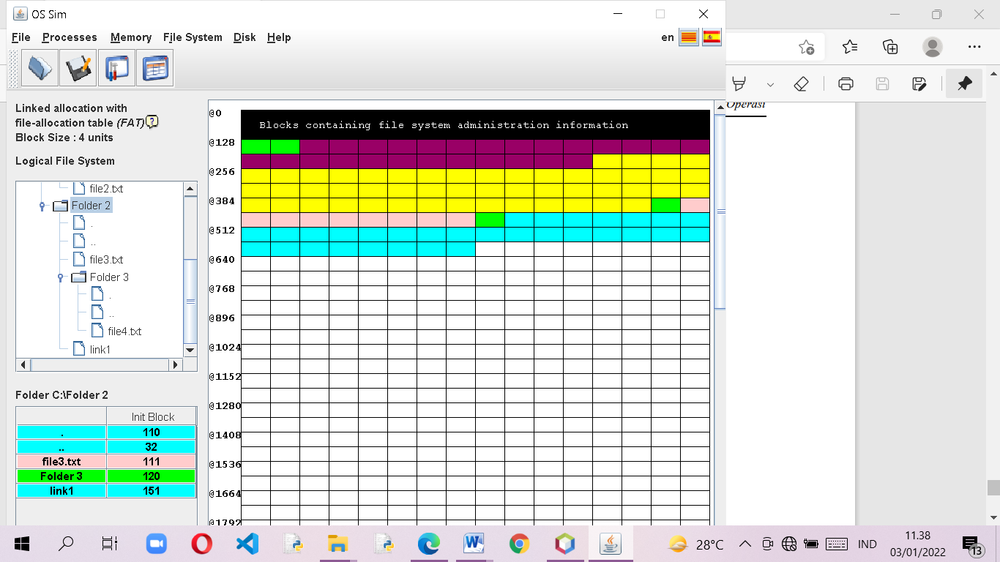 OS Sim
File Processes Memory File System Disk Help
en
Operasi
Linked allocation with
file-allocation table (FAT)
?
Block Size : 4 units
Logical File System
file2.txt
Folder 2
.
..
file3.txt
Folder 3
.
..
file4.txt
link1
Folder C:\Folder 2
Init Block
. 110
.. 32
file3.txt 111
Folder 3 120
link1 151
@0
Blocks containing file system administration information
@128
@256
@384
@512
@640
@768
@896
@1024
@1152
@1280
@1408
@1536
@1664
@1792
28°C
IND
11.38
03/01/2022
13